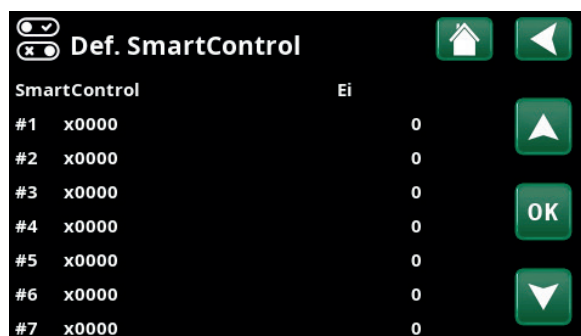 Def. SmartControl
SmartControl Ei
#1 x0000 0
#2 x0000 0
#3 x0000 0
#4 x0000 0
OK
#5 x0000 0
#6 x0000 0
#7 x0000 0